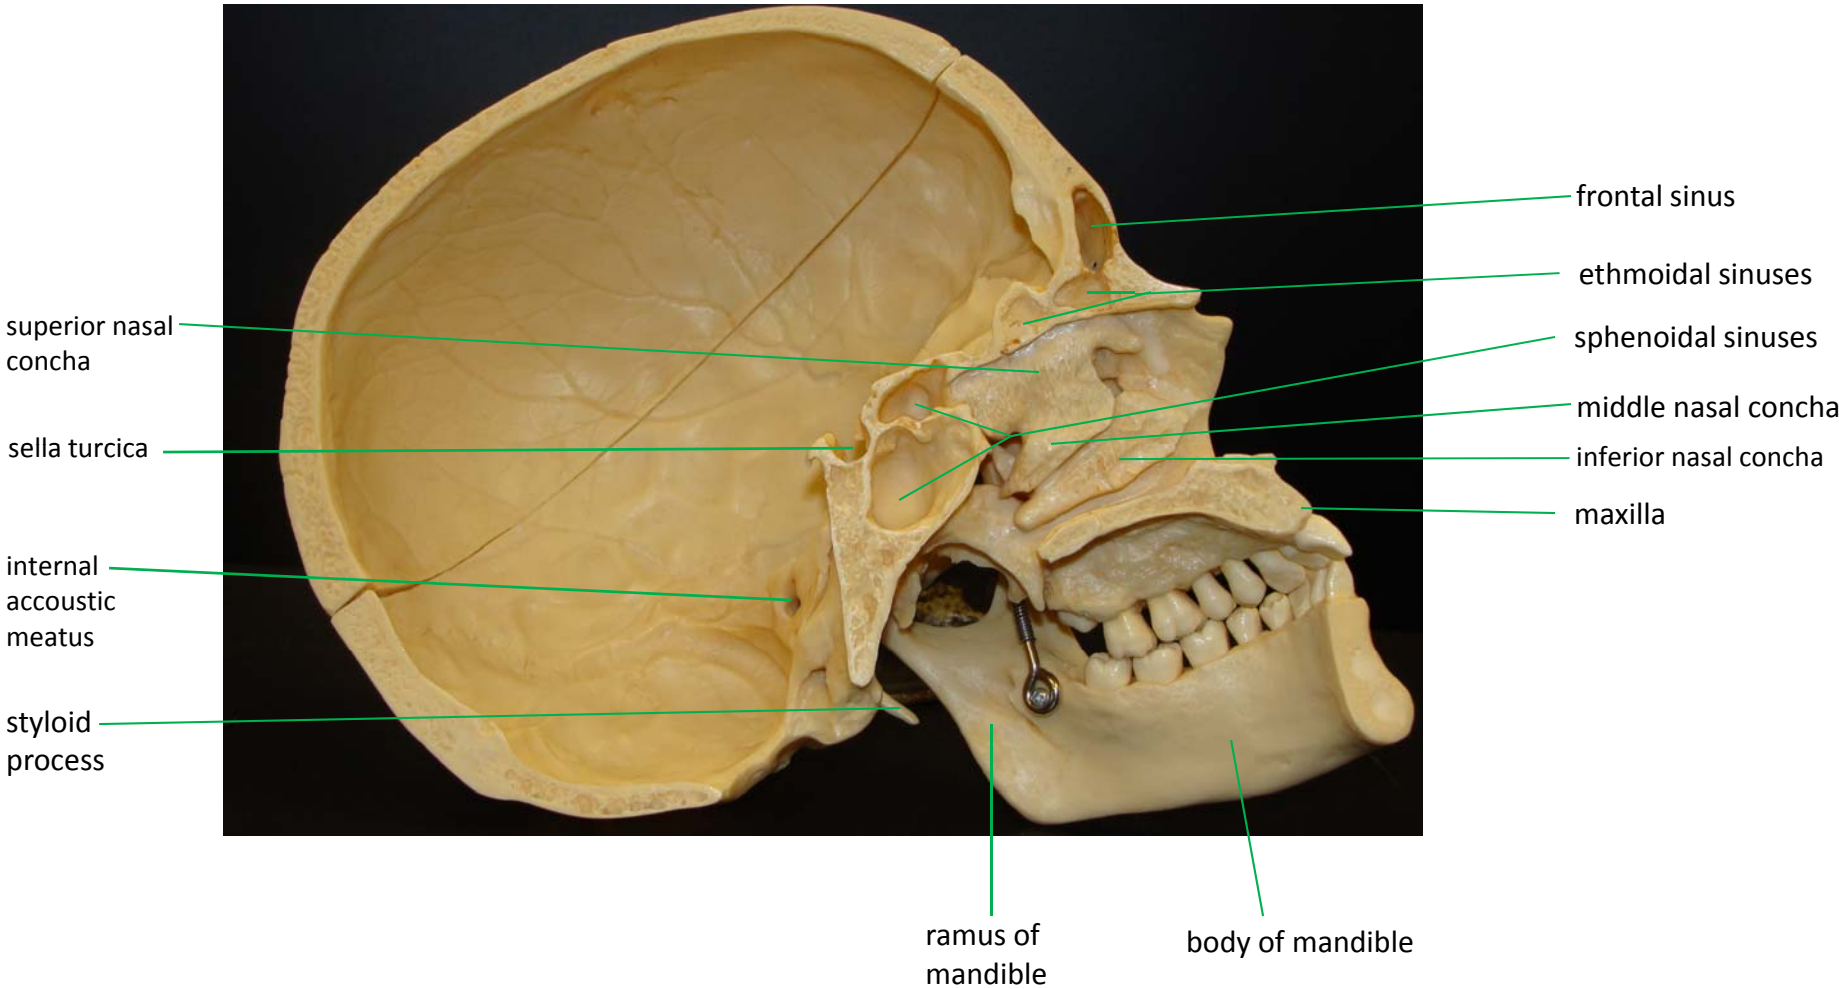 frontal sinus
ethmoidal sinuses
superior nasal
concha
sphenoidal sinuses
middle nasal concha
sella turcica
inferior nasal concha
maxilla
internal
accoustic
meatus
styloid
process
ramus of
mandible
body of mandible